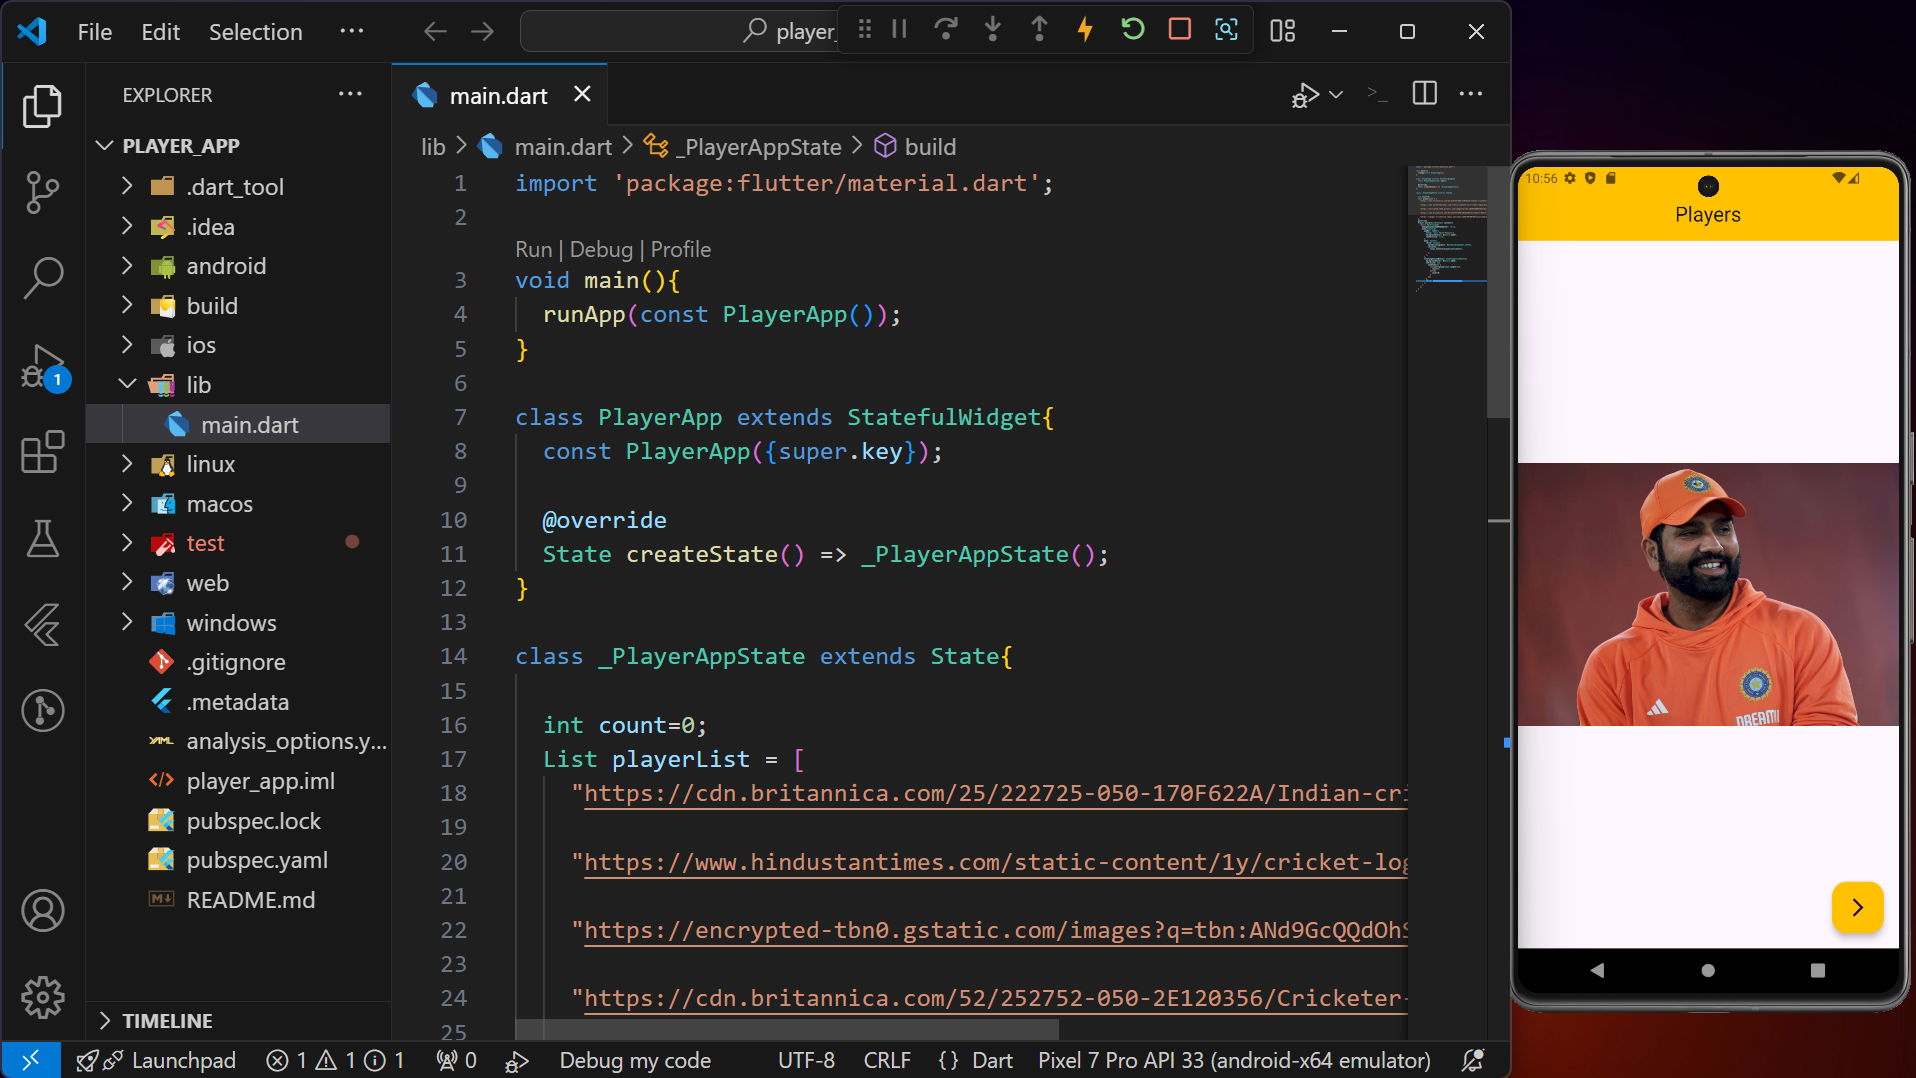 File Edit Selection ··· player_
EXPLORER ···
PLAYER_APP
.dart_tool
.idea
android
build
ios
lib
main.dart
linux
macos
test
web
windows
.gitignore
.metadata
analysis_options.y...
player_app.iml
pubspec.lock
pubspec.yaml
README.md
TIMELINE
1
main.dart
lib > main.dart > _PlayerAppState > build
1 import 'package:flutter/material.dart';
2
Run | Debug | Profile
3 void main(){
4 runApp(const PlayerApp());
5 }
6
7 class PlayerApp extends StatefulWidget{
8 const PlayerApp({super.key});
9
10 @override
11 State createState() => _PlayerAppState();
12 }
13
14 class _PlayerAppState extends State{
15
16 int count=0;
17 List playerList = [
18 "https://cdn.britannica.com/25/222725-050-170F622A/Indian-cri
19
20 "https://www.hindustantimes.com/static-content/1y/cricket-log
21
22 "https://encrypted-tbn0.gstatic.com/images?q=tbn:ANd9GcQQdOhS
23
24 "https://cdn.britannica.com/52/252752-050-2E120356/Cricketer-
25
Launchpad 1 1 1 0 Debug my code UTF-8 CRLF {} Dart Pixel 7 Pro API 33 (android-x64 emulator)
10:56
Players
DREAM11